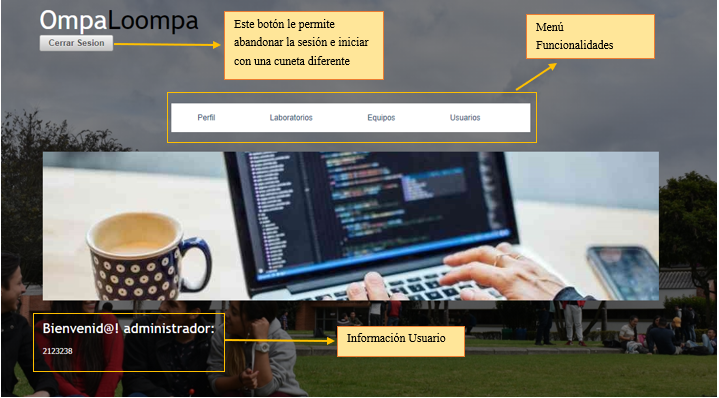 OmpaLoompa
Cerrar Sesion
Este botón le permite
abandonar la sesión e iniciar
con una cuneta diferente
Menú
Funcionalidades
Perfil Laboratorios Equipos Usuarios
Bienvenid@! administrador:
2123238
Información Usuario